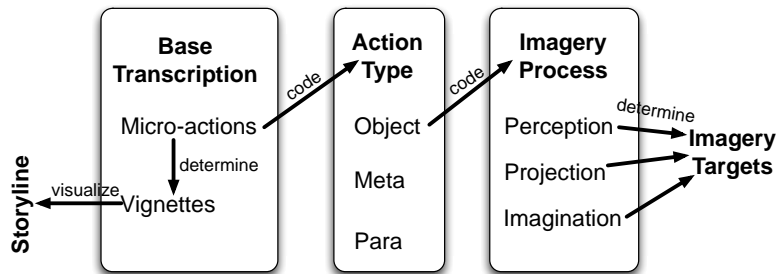 Base
Transcription
Micro-actions
determine
Vignettes
visualize
Storyline
code
Action
Type
Object
Meta
Para
code
Imagery
Process
Perception
Projection
Imagination
determine
Imagery
Targets